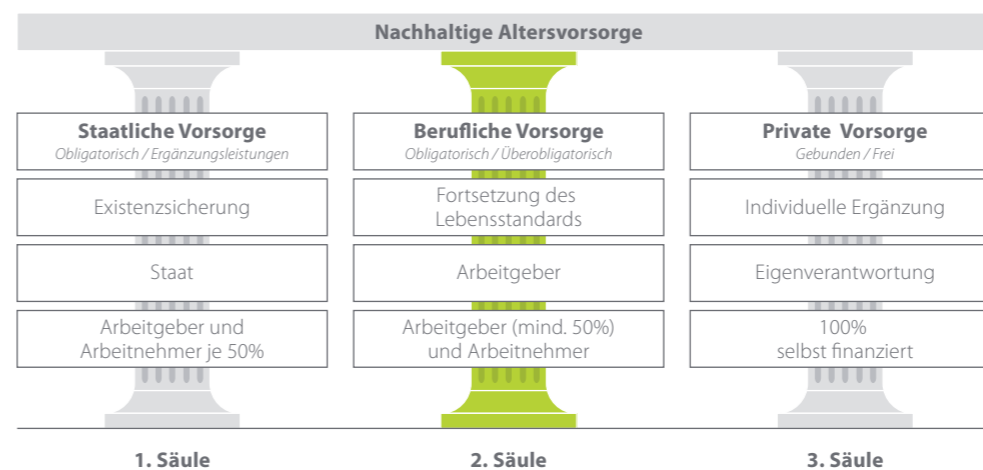 Nachhaltige Altersvorsorge
Staatliche Vorsorge
Obligatorisch / Ergänzungsleistungen
Existenzsicherung
Staat
Arbeitgeber und
Arbeitnehmer je 50%
1. Säule
Berufliche Vorsorge
Obligatorisch / Überobligatorisch
Fortsetzung des
Lebensstandards
Arbeitgeber
Arbeitgeber (mind. 50%)
und Arbeitnehmer
2. Säule
Private Vorsorge
Gebunden / Frei
Individuelle Ergänzung
Eigenverantwortung
100%
selbst finanziert
3. Säule